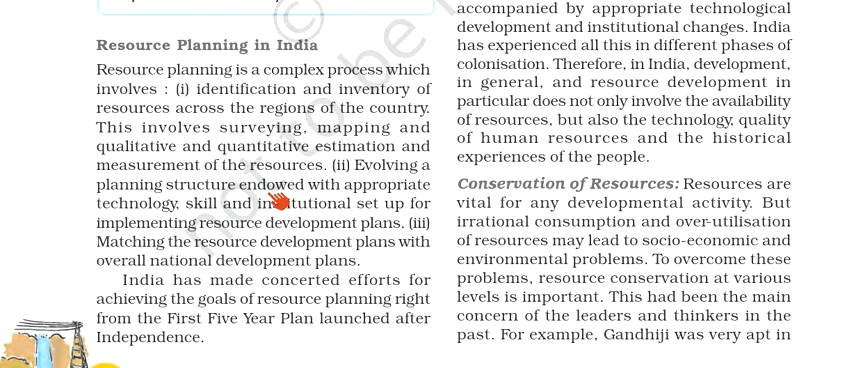 Resource Planning in India
Resource planning is a complex process which
involves : (i) identification and inventory of
resources across the regions of the country.
This involves surveying, mapping and
qualitative and quantitative estimation and
measurement of the resources. (ii) Evolving a
planning structure endowed with appropriate
technology, skill and institutional set up for
implementing resource development plans. (iii)
Matching the resource development plans with
overall national development plans.
India has made concerted efforts for
achieving the goals of resource planning right
from the First Five Year Plan launched after
Independence.
accompanied by appropriate technological
development and institutional changes. India
has experienced all this in different phases of
colonisation. Therefore, in India, development,
in general, and resource development in
particular does not only involve the availability
of resources, but also the technology, quality
of human resources and the historical
experiences of the people.
Conservation of Resources: Resources are
vital for any developmental activity. But
irrational consumption and over-utilisation
of resources may lead to socio-economic and
environmental problems. To overcome these
problems, resource conservation at various
levels is important. This had been the main
concern of the leaders and thinkers in the
past. For example, Gandhiji was very apt in
© not to be